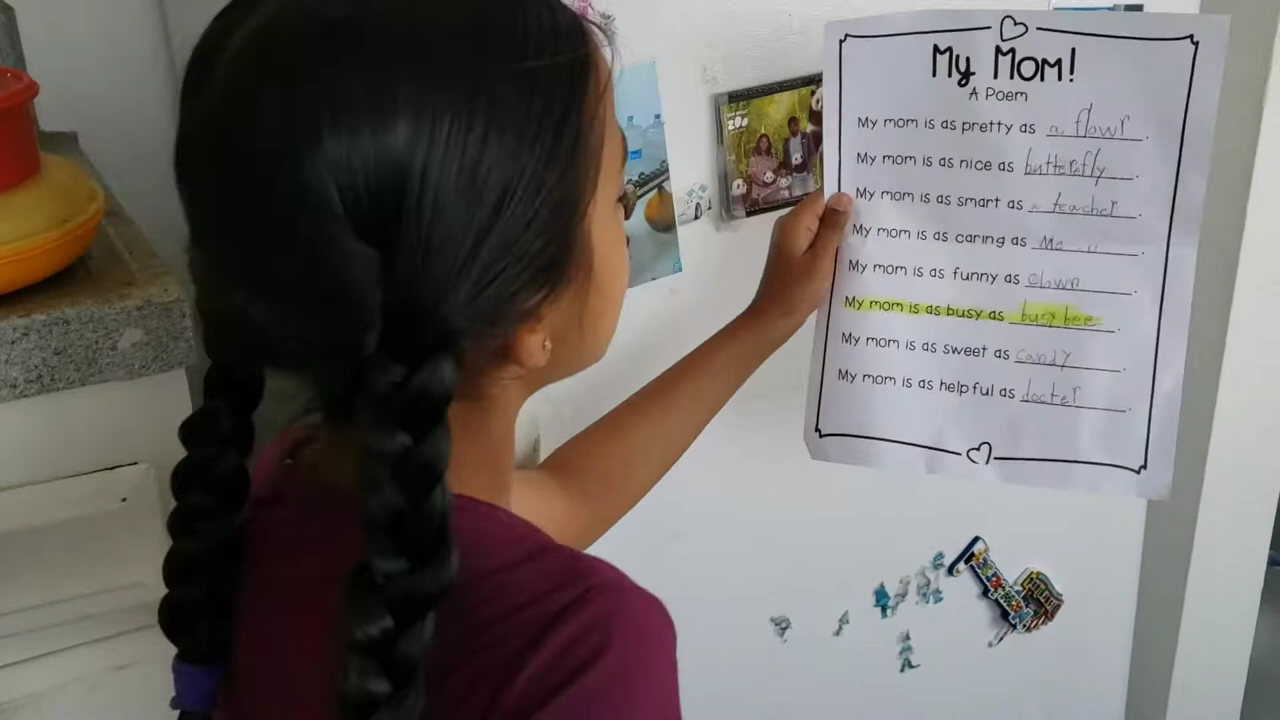 My Mom!
A Poem
My mom is as pretty as a flowr.
My mom is as nice as butterfly.
My mom is as smart as a teacher.
My mom is as caring as Me.
My mom is as funny as clown.
My mom is as busy as busy bee.
My mom is as sweet as candy.
My mom is as helpful as docter.
ZOO